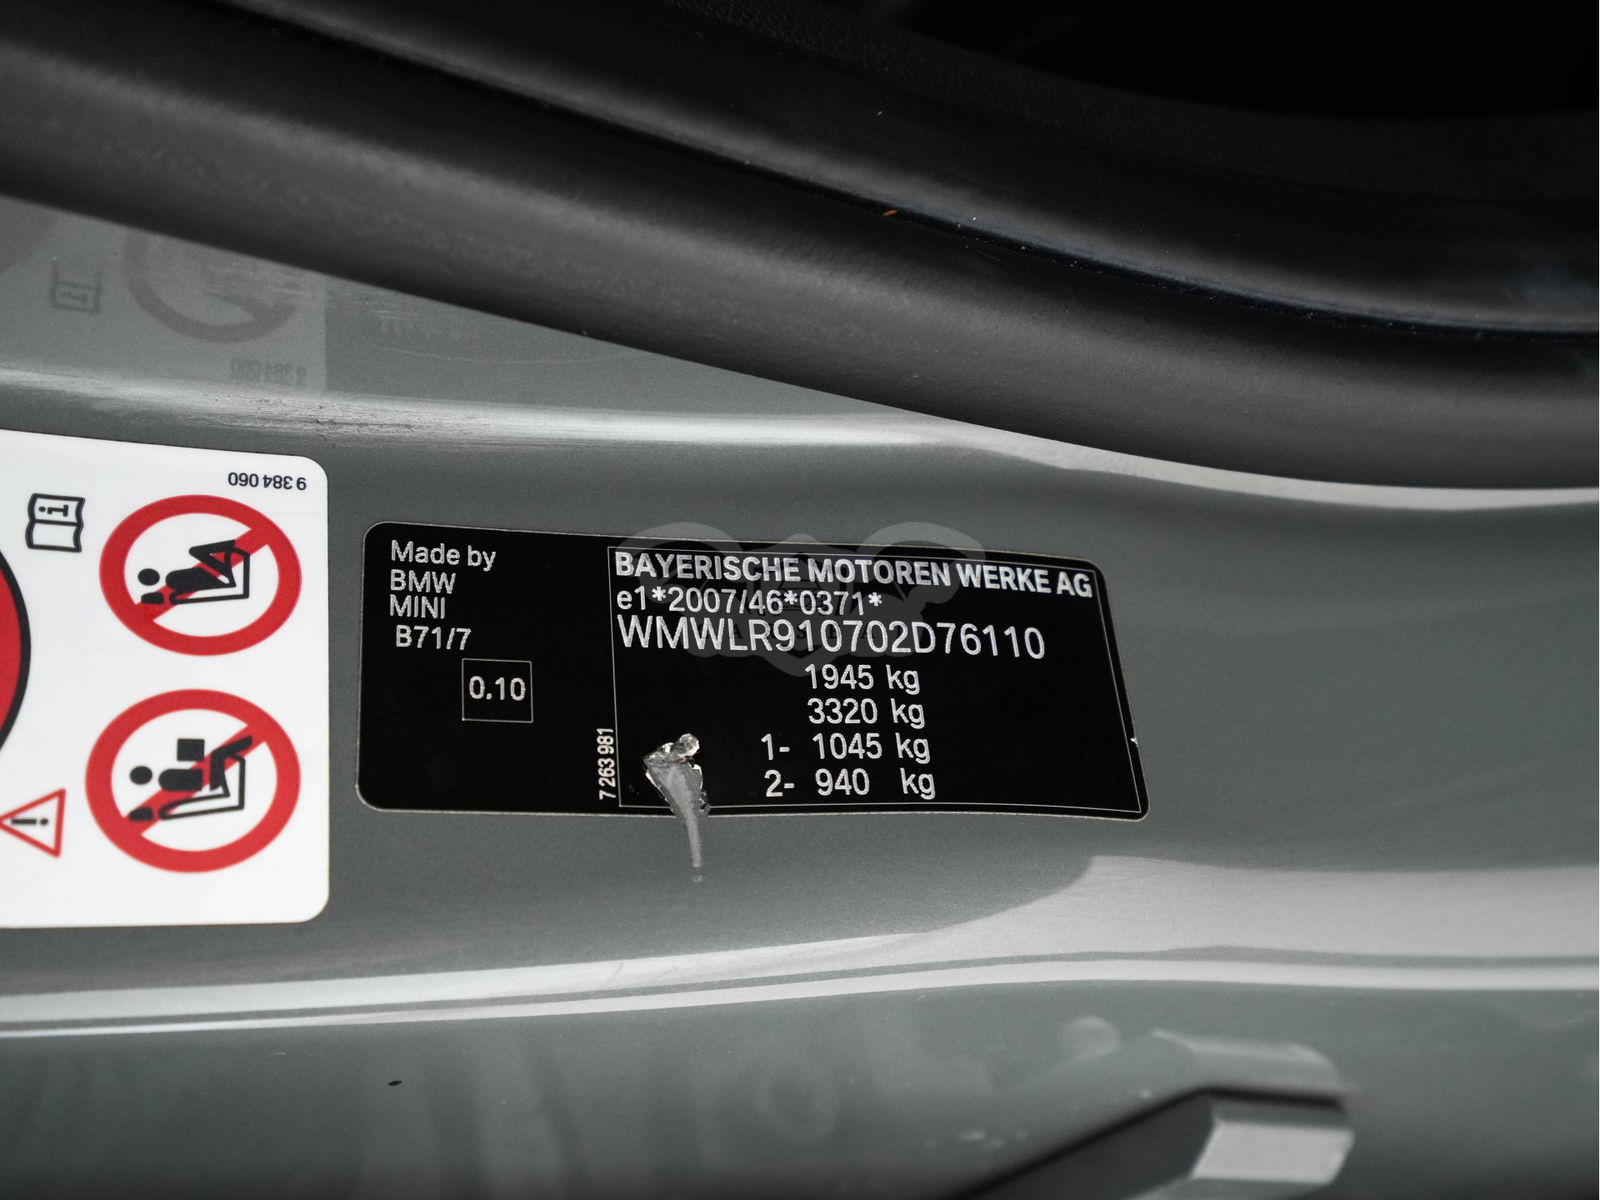 9 384 060
Made by
BMW
MINI
B71/7
0.10
7 263 981
BAYERISCHE MOTOREN WERKE AG
e1*2007/46*0371*
WMWLR910702D76110
1945 kg
3320 kg
1- 1045 kg
2- 940 kg